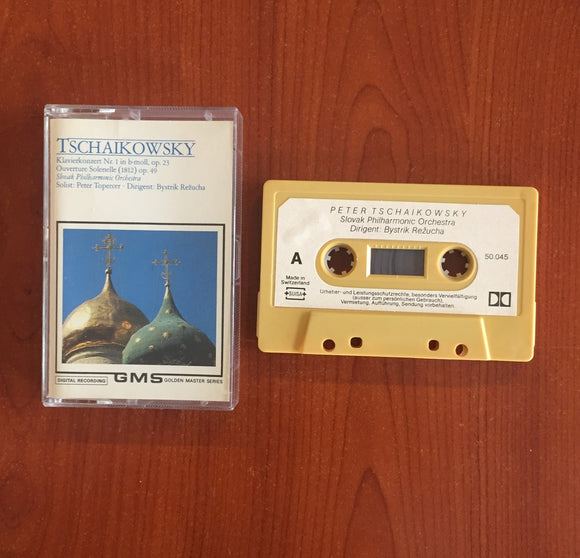 TSCHAIKOWSKY
Klavierkonzert Nr. 1 in b-moll, op. 23
Ouverture Solenelle (1812) op. 49
Slovak Philharmonic Orchestra
Solist: Peter Topercer · Dirigent: Bystrik Režucha
DIGITAL RECORDING
GMS GOLDEN MASTER SERIES
PETER TSCHAIKOWSKY
Slovak Philharmonic Orchestra
Dirigent: Bystrik Režucha
A
50.045
Made in
Switzerland
SUISA
Urheber- und Leistungsschutzrechte, besonders Vervielfältigung
(ausser zum persönlichen Gebrauch),
Vermietung, Aufführung, Sendung vorbehalten.